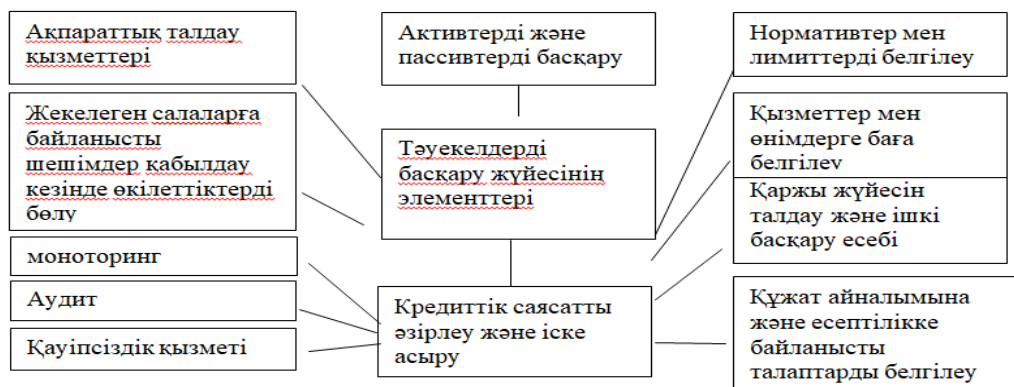 Ақпараттық талдау
қызметтері
Жекелеген салаларға
байланысты
шешімдер қабылдау
кезінде өкілеттіктерді
бөлу
моноторинг
Аудит
Қауіпсіздік қызметі
Активтерді және
пассивтерді басқару
Тәуекелдерді
басқару жүйесінің
элементтері
Кредиттік саясатты
әзірлеу және іске
асыру
Нормативтер мен
лимиттерді белгілеу
Қызметтер мен
өнімдерге баға
белгілеу
Қаржы жүйесін
талдау және ішкі
басқару есебі
Құжат айналымына
және есептілікке
байланысты
талаптарды белгілеу